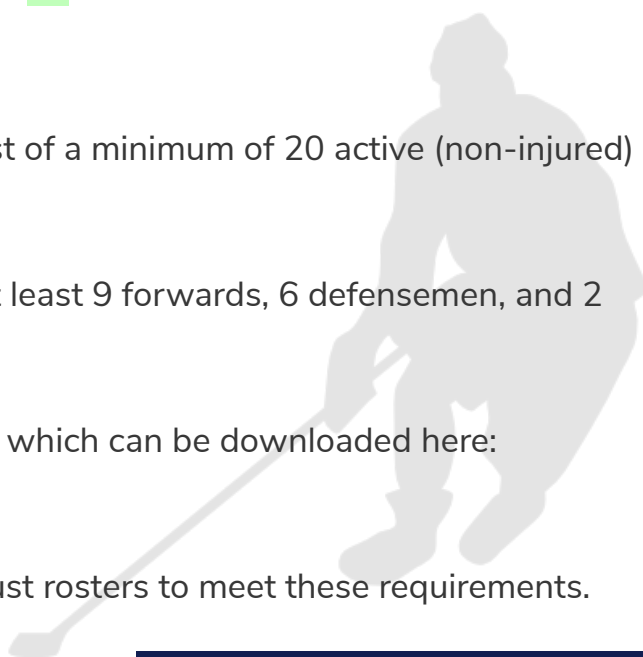 st of a minimum of 20 active (non-injured)
least 9 forwards, 6 defensemen, and 2
which can be downloaded here:
ust rosters to meet these requirements.